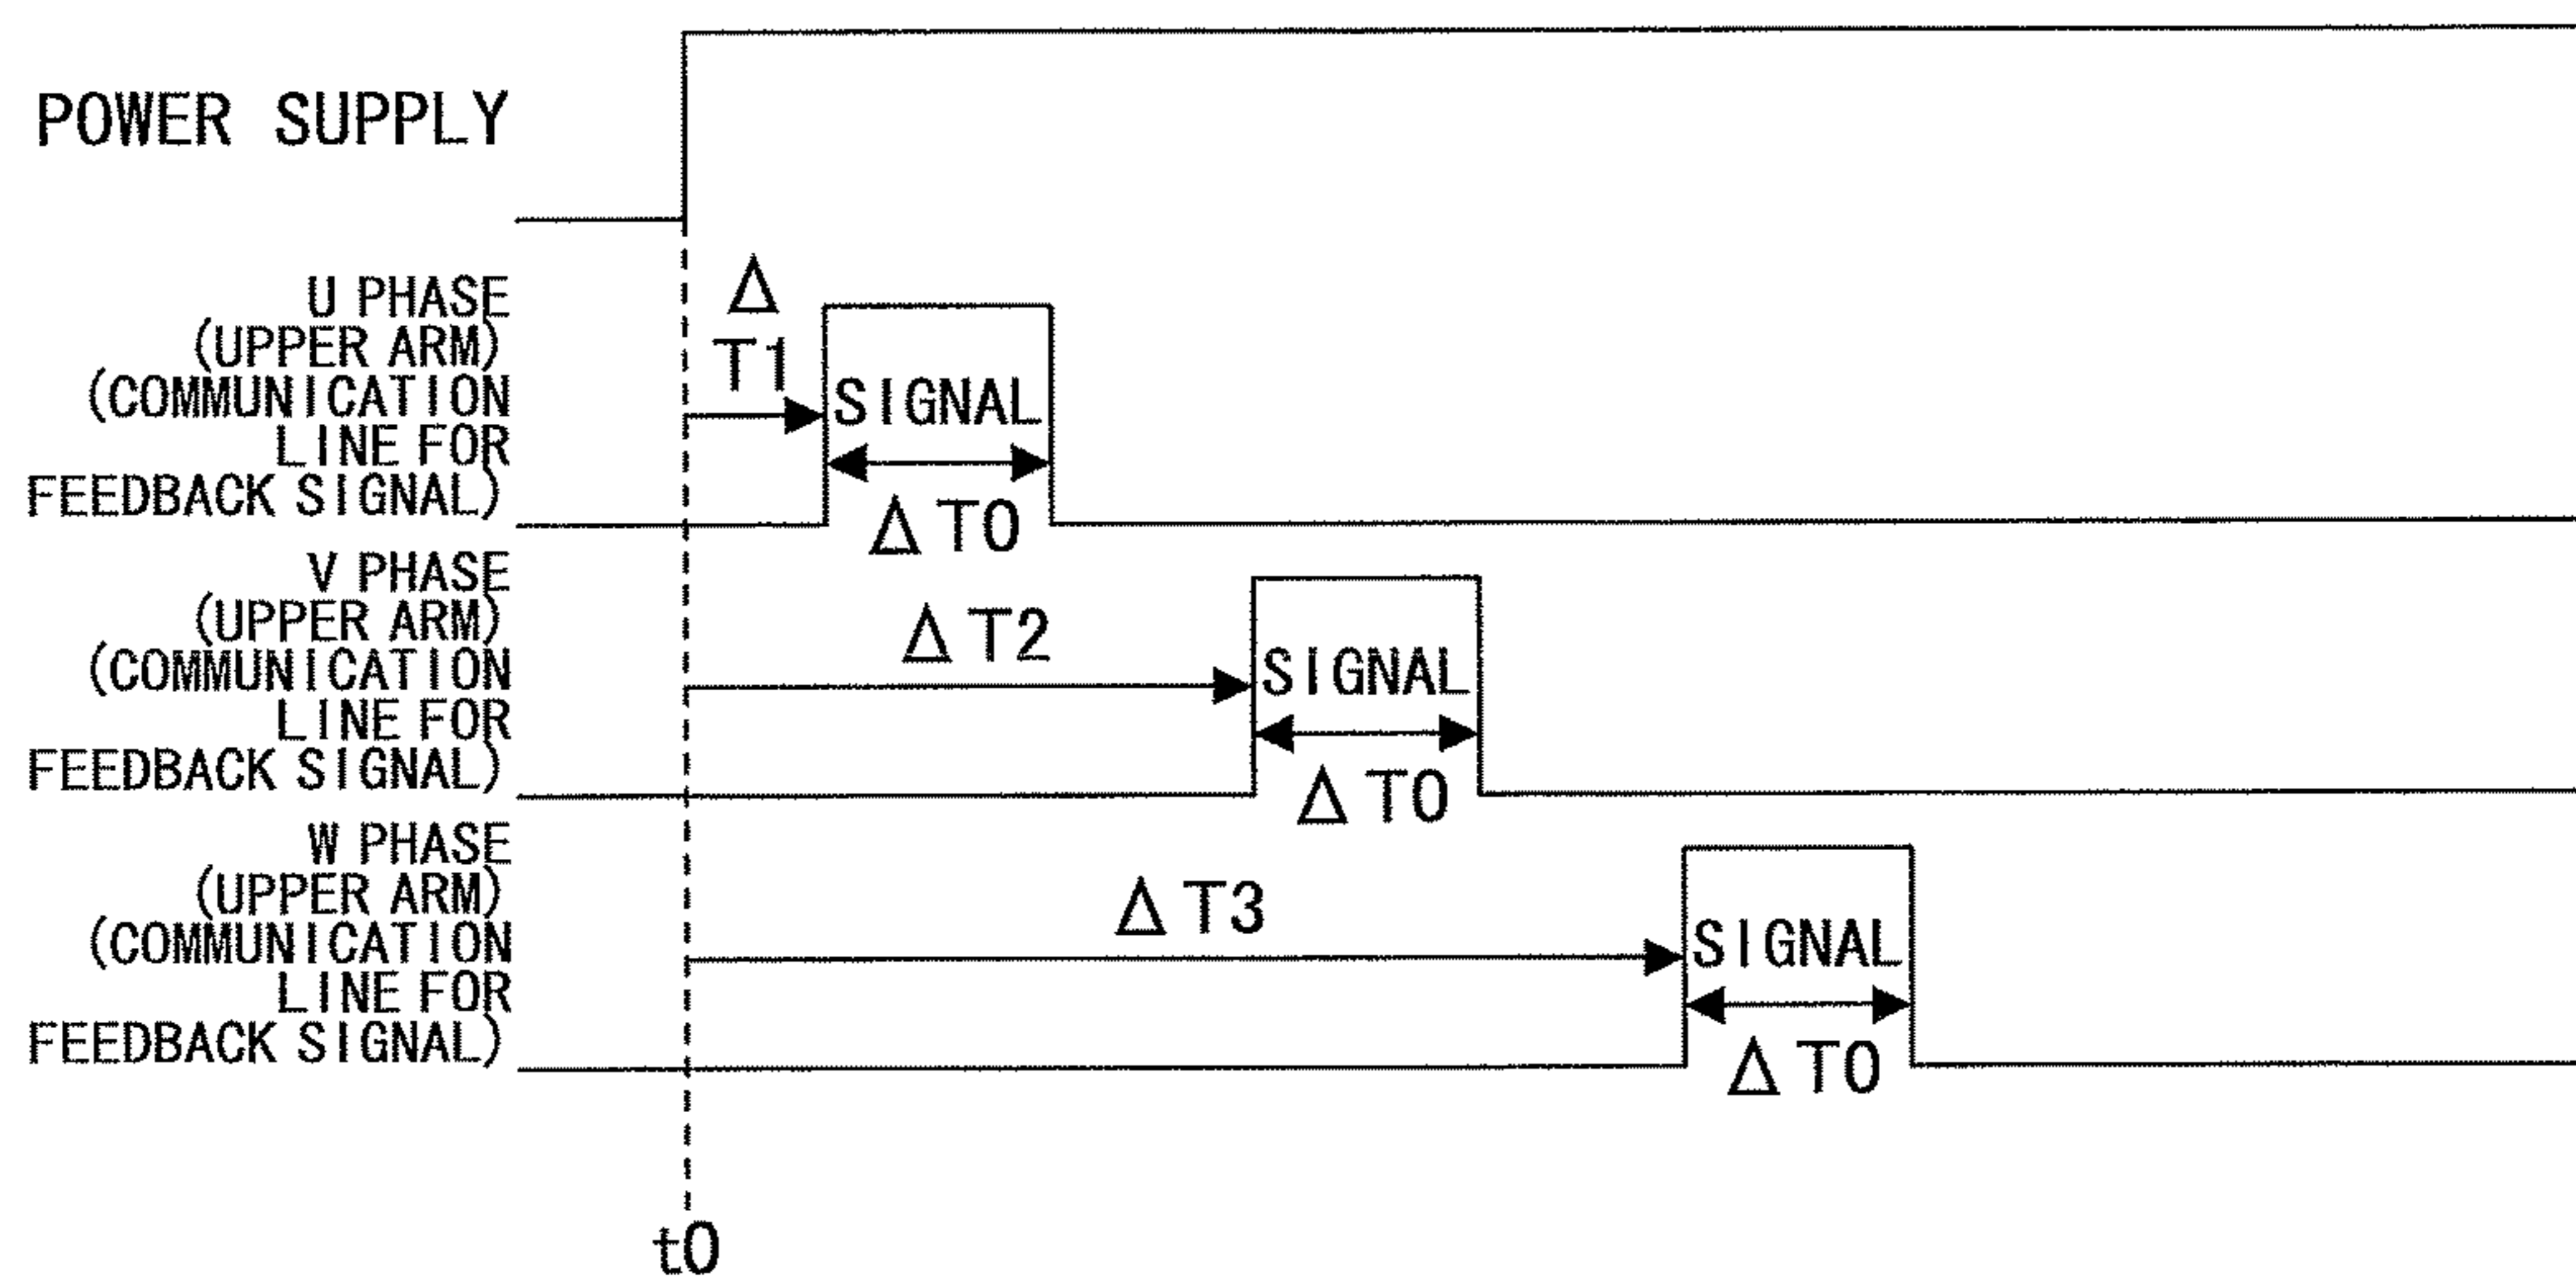 POWER SUPPLY
U PHASE
(UPPER ARM)
(COMMUNICATION
LINE FOR
FEEDBACK SIGNAL)
Δ
T1
SIGNAL
ΔT0
V PHASE
(UPPER ARM)
(COMMUNICATION
LINE FOR
FEEDBACK SIGNAL)
ΔT2
SIGNAL
ΔT0
W PHASE
(UPPER ARM)
(COMMUNICATION
LINE FOR
FEEDBACK SIGNAL)
ΔT3
SIGNAL
ΔT0
t0